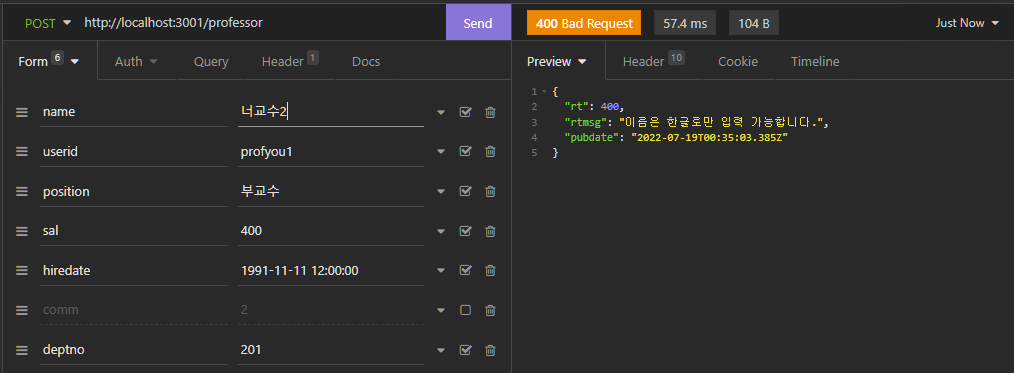 POST http://localhost:3001/professor Send 400 Bad Request 57.4 ms 104 B Just Now
Form 6 Auth Query Header 1 Docs Preview Header 10 Cookie Timeline
name 너교수2
userid profyou1
position 부교수
sal 400
hiredate 1991-11-11 12:00:00
comm 2
deptno 201
1 {
2 "rt": 400,
3 "rtmsg": "이름은 한글로만 입력 가능합니다.",
4 "pubdate": "2022-07-19T00:35:03.385Z"
5 }